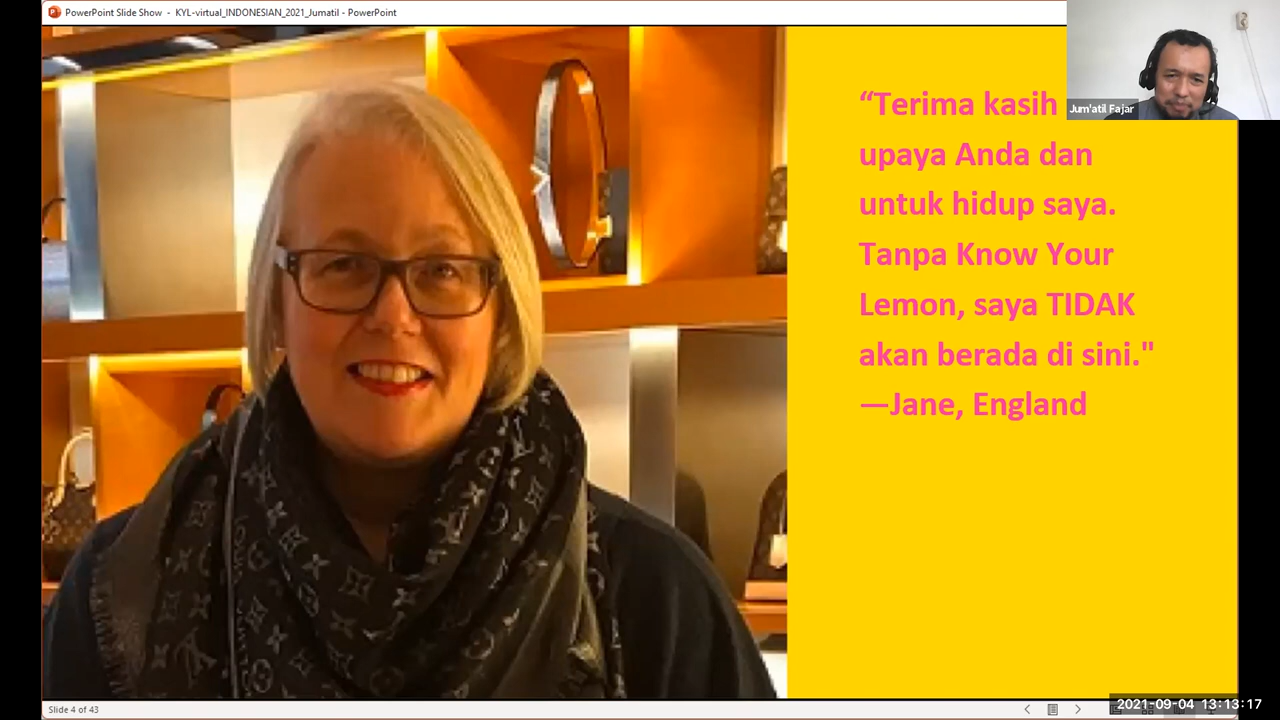 PowerPoint Slide Show - KYL-virtual_INDONESIAN_2021_Jumatil - PowerPoint
“Terima kasih
upaya Anda dan
untuk hidup saya.
Tanpa Know Your
Lemon, saya TIDAK
akan berada di sini."
—Jane, England
Jum'atil Fajar
Slide 4 of 43
2021-09-04 13:13:17